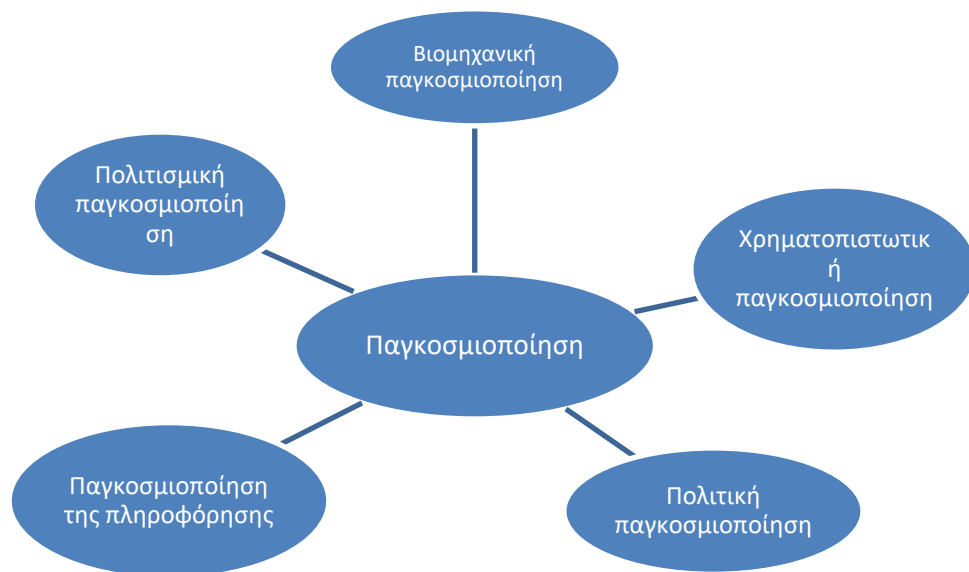 Βιομηχανική
παγκοσμιοποίηση
Πολιτισμική
παγκοσμιοποίη
ση
Χρηματοπιστωτικ
ή
παγκοσμιοποίηση
Παγκοσμιοποίηση
Παγκοσμιοποίηση
της πληροφόρησης
Πολιτική
παγκοσμιοποίηση